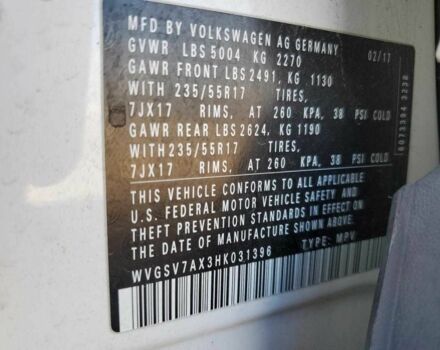 MFD BY VOLKSWAGEN AG GERMANY
GVWR LBS 5004 KG 2270 02/17
GAWR FRONT LBS 2491, KG 1130
WITH 235/55R17 TIRES,
7JX17 RIMS, AT 260 KPA, 38 PSI COLD
GAWR REAR LBS 2624, KG 1190
WITH 235/55R17 TIRES,
7JX17 RIMS, AT 260 KPA, 38 PSI COLD
THIS VEHICLE CONFORMS TO ALL APPLICABLE
U.S. FEDERAL MOTOR VEHICLE SAFETY AND
THEFT PREVENTION STANDARDS IN EFFECT ON
THE DATE OF MANUFACTURE SHOWN ABOVE.
WVGSV7AX3HK031396 TYPE: MPV
6073394 3238